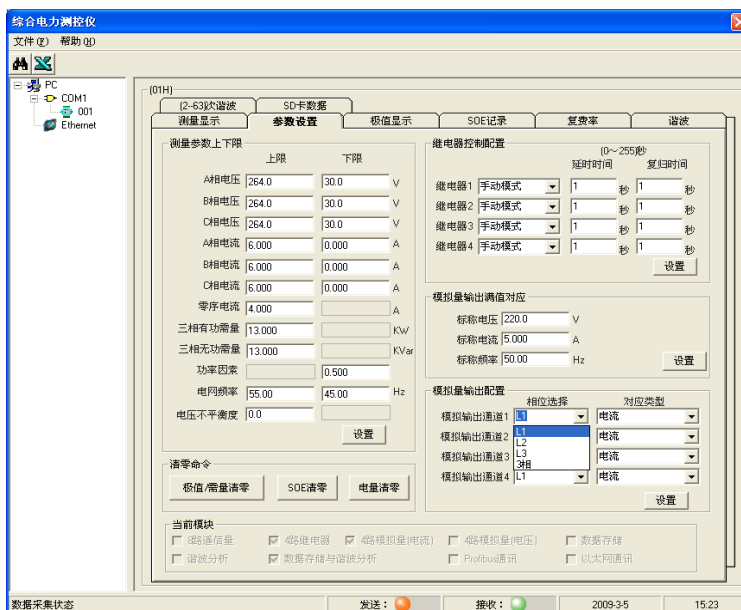 综合电力测控仪
文件(F) 帮助(H)
PC
COM1
001
Ethernet
(01H)
(2-63)次谐波 SD卡数据
测量显示 参数设置 极值显示 SOE记录 复费率 谐波
测量参数上下限
上限 下限
A相电压 264.0 30.0 V
B相电压 264.0 30.0 V
C相电压 264.0 30.0 V
A相电流 6.000 0.000 A
B相电流 6.000 0.000 A
C相电流 6.000 0.000 A
零序电流 4.000 A
三相有功需量 13.000 KW
三相无功需量 13.000 KVar
功率因素 0.500
电网频率 55.00 45.00 Hz
电压不平衡度 0.0
设置
清零命令
极值/需量清零 SOE清零 电量清零
继电器控制配置
(0～255)秒
延时时间 复归时间
继电器1 手动模式 1 秒 1 秒
继电器2 手动模式 1 秒 1 秒
继电器3 手动模式 1 秒 1 秒
继电器4 手动模式 1 秒 1 秒
设置
模拟量输出满值对应
标称电压 220.0 V
标称电流 5.000 A
标称频率 50.00 Hz
设置
模拟量输出配置
相位选择 对应类型
模拟输出通道1 L1 电流
L1
模拟输出通道2 L2 电流
模拟输出通道3 L3 电流
3相
模拟输出通道4 L1 电流
设置
当前模块
8路遥信量 4路继电器 4路模拟量(电流) 4路模拟量(电压) 数据存储
谐波分析 数据存储与谐波分析 Profibus通讯 以太网通讯
数据采集状态 发送： 接收： 2009-3-5 15:23